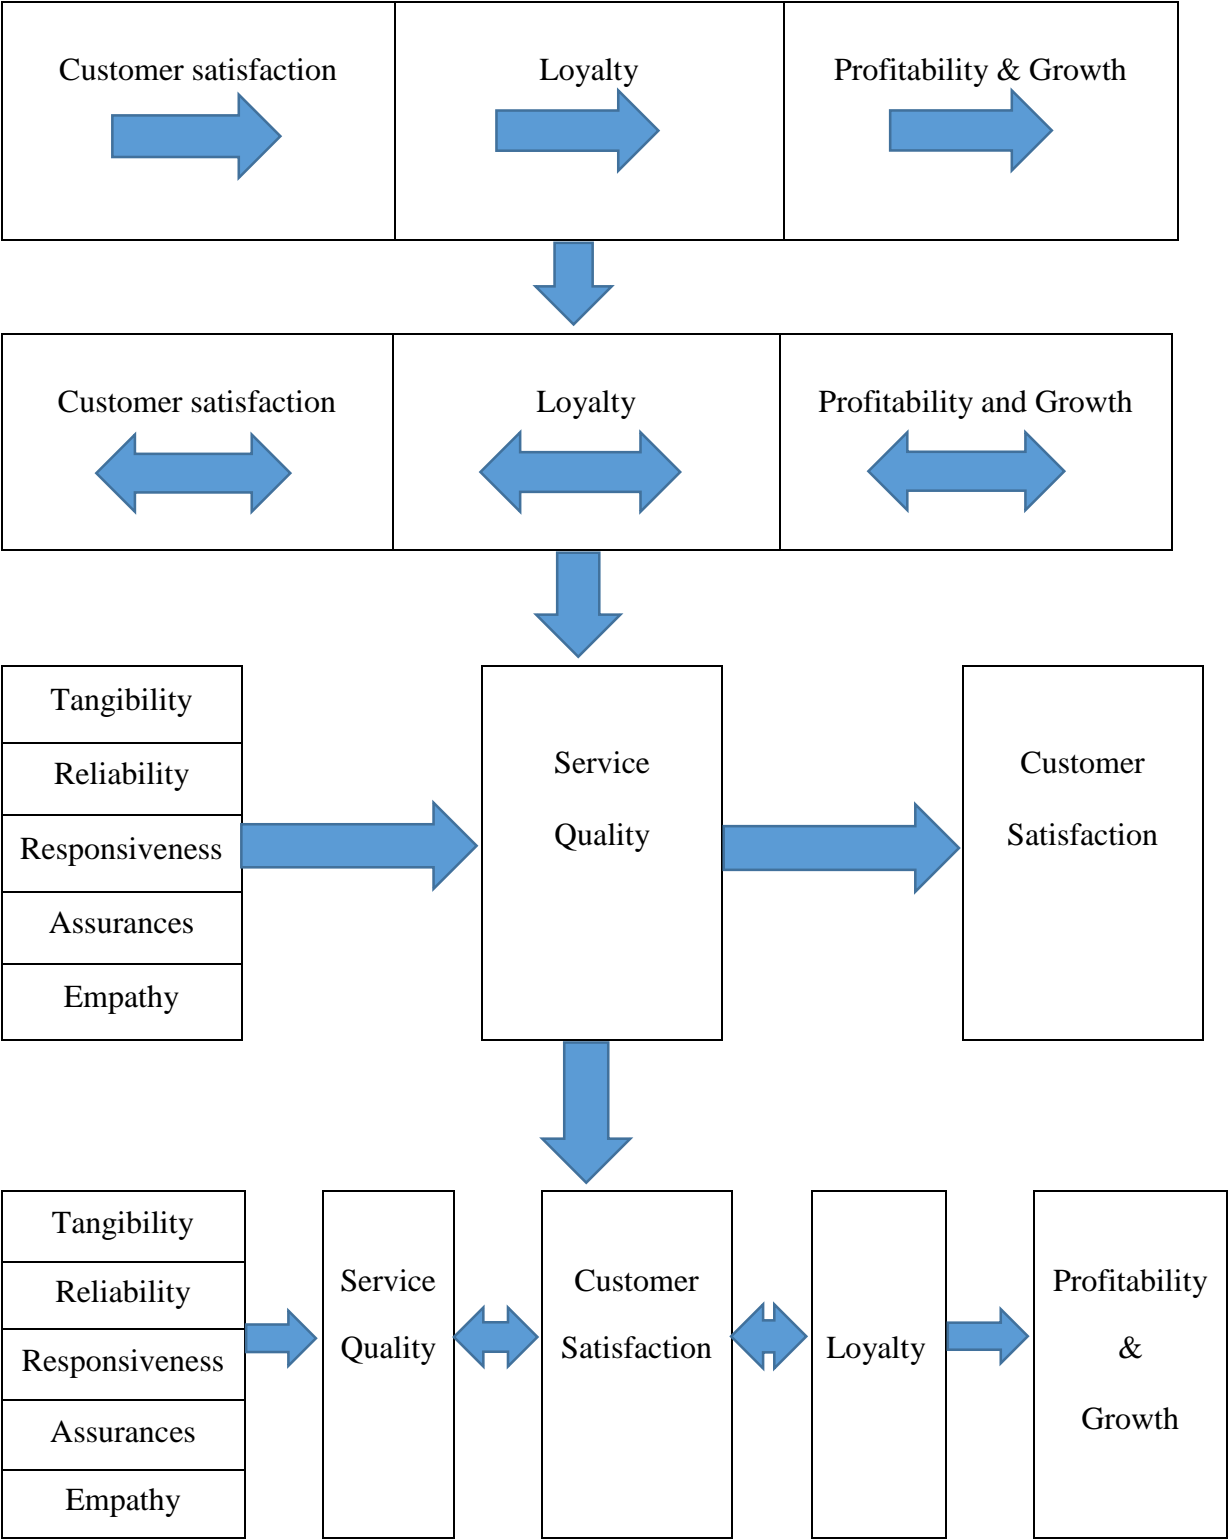 Customer satisfaction
Loyalty
Profitability & Growth
Customer satisfaction
Loyalty
Profitability and Growth
Tangibility
Reliability
Responsiveness
Assurances
Empathy
Service
Quality
Customer
Satisfaction
Tangibility
Reliability
Responsiveness
Assurances
Empathy
Service
Quality
Customer
Satisfaction
Loyalty
Profitability
&
Growth